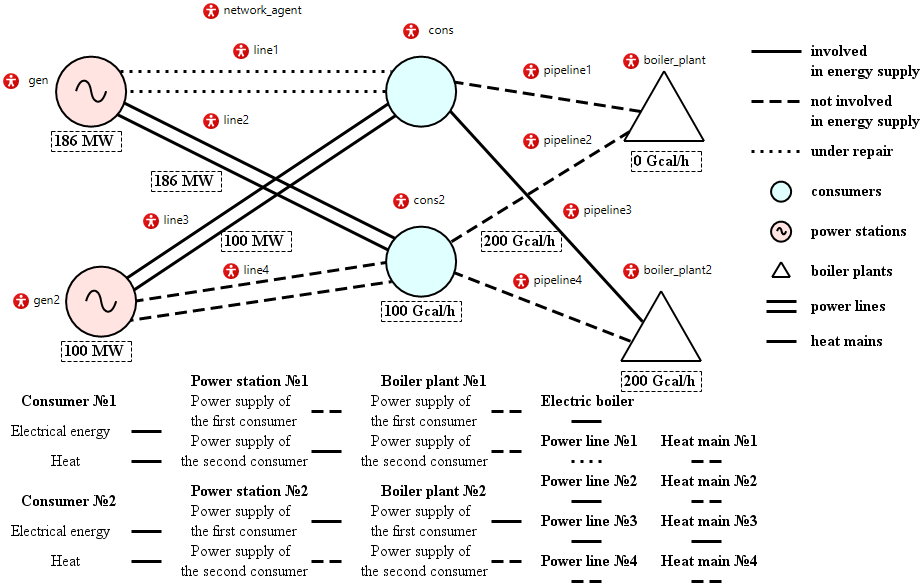 network_agent
cons
line1
gen
pipeline1
boiler_plant
line2
186 MW
pipeline2
0 Gcal/h
186 MW
cons2
line3
pipeline3
100 MW
200 Gcal/h
line4
pipeline4
boiler_plant2
gen2
100 Gcal/h
100 MW
200 Gcal/h
involved
in energy supply
not involved
in energy supply
under repair
consumers
power stations
boiler plants
power lines
heat mains
Consumer №1
Electrical energy
Heat
Consumer №2
Electrical energy
Heat
Power station №1
Power supply of
the first consumer
Power supply of
the second consumer
Power station №2
Power supply of
the first consumer
Power supply of
the second consumer
Boiler plant №1
Power supply of
the first consumer
Power supply of
the second consumer
Boiler plant №2
Power supply of
the first consumer
Power supply of
the second consumer
Electric boiler
Power line №1
Power line №2
Power line №3
Power line №4
Heat main №1
Heat main №2
Heat main №3
Heat main №4